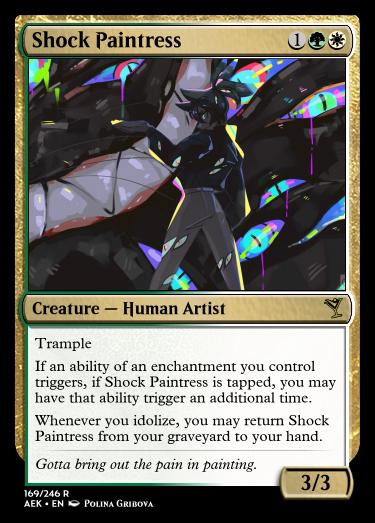 Shock Paintress 1
Creature — Human Artist
Trample
If an ability of an enchantment you control
triggers, if Shock Paintress is tapped, you may
have that ability trigger an additional time.
Whenever you idolize, you may return Shock
Paintress from your graveyard to your hand.
Gotta bring out the pain in painting.
3/3
169/246 R
AEK • EN Polina Gribova